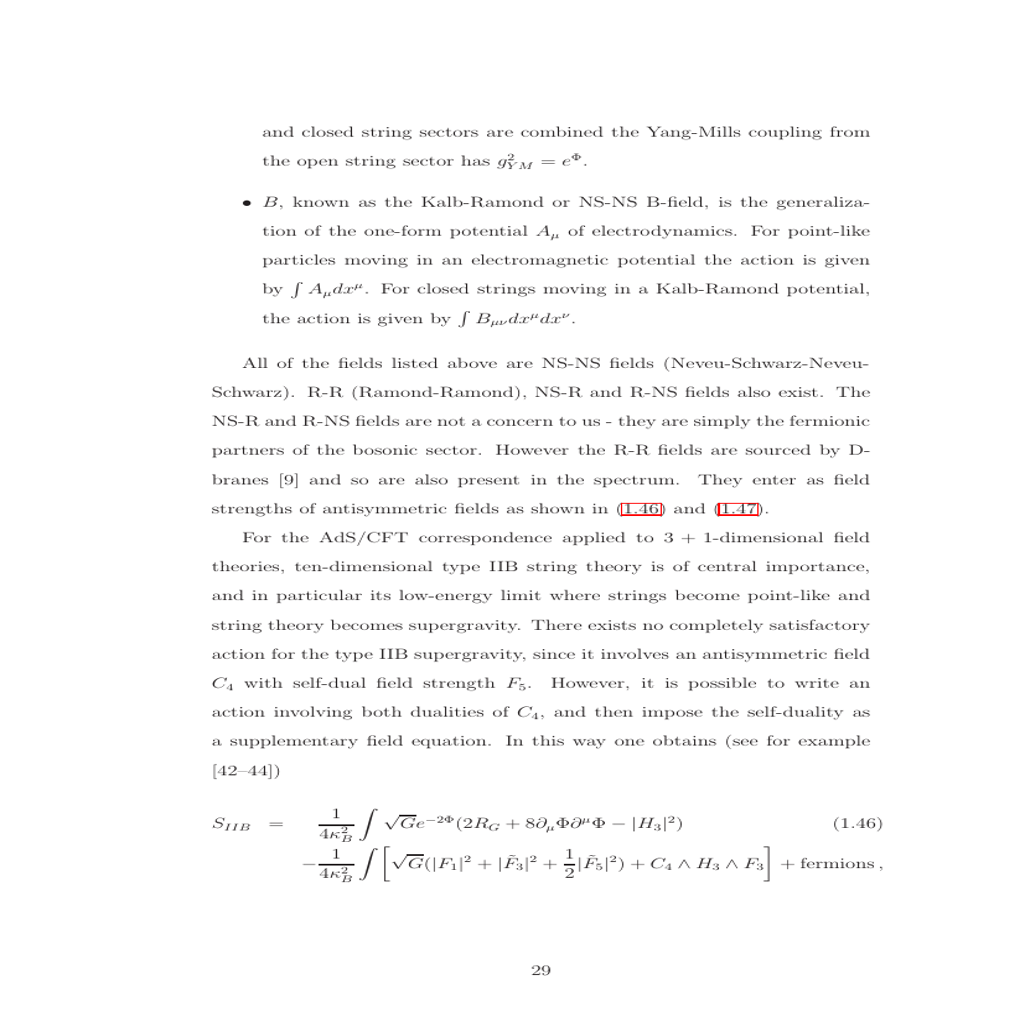 and closed string sectors are combined the Yang-Mills coupling from
the open string sector has $g_{YM}^2 = e^{\Phi}$.
• $B$, known as the Kalb-Ramond or NS-NS B-field, is the generaliza-
tion of the one-form potential $A_\mu$ of electrodynamics. For point-like
particles moving in an electromagnetic potential the action is given
by $\int A_\mu dx^\mu$. For closed strings moving in a Kalb-Ramond potential,
the action is given by $\int B_{\mu\nu} dx^\mu dx^\nu$.
All of the fields listed above are NS-NS fields (Neveu-Schwarz-Neveu-
Schwarz). R-R (Ramond-Ramond), NS-R and R-NS fields also exist. The
NS-R and R-NS fields are not a concern to us - they are simply the fermionic
partners of the bosonic sector. However the R-R fields are sourced by D-
branes [9] and so are also present in the spectrum. They enter as field
strengths of antisymmetric fields as shown in (1.46) and (1.47).
For the AdS/CFT correspondence applied to 3 + 1-dimensional field
theories, ten-dimensional type IIB string theory is of central importance,
and in particular its low-energy limit where strings become point-like and
string theory becomes supergravity. There exists no completely satisfactory
action for the type IIB supergravity, since it involves an antisymmetric field
$C_4$ with self-dual field strength $F_5$. However, it is possible to write an
action involving both dualities of $C_4$, and then impose the self-duality as
a supplementary field equation. In this way one obtains (see for example
[42–44])
$S_{IIB} = \frac{1}{4\kappa_B^2} \int \sqrt{G} e^{-2\Phi} (2R_G + 8\partial_\mu \Phi \partial^\mu \Phi - |H_3|^2)$ (1.46)
$-\frac{1}{4\kappa_B^2} \int \left[ \sqrt{G} (|F_1|^2 + |\tilde{F}_3|^2 + \frac{1}{2} |\tilde{F}_5|^2) + C_4 \wedge H_3 \wedge F_3 \right] + \text{fermions},$
29